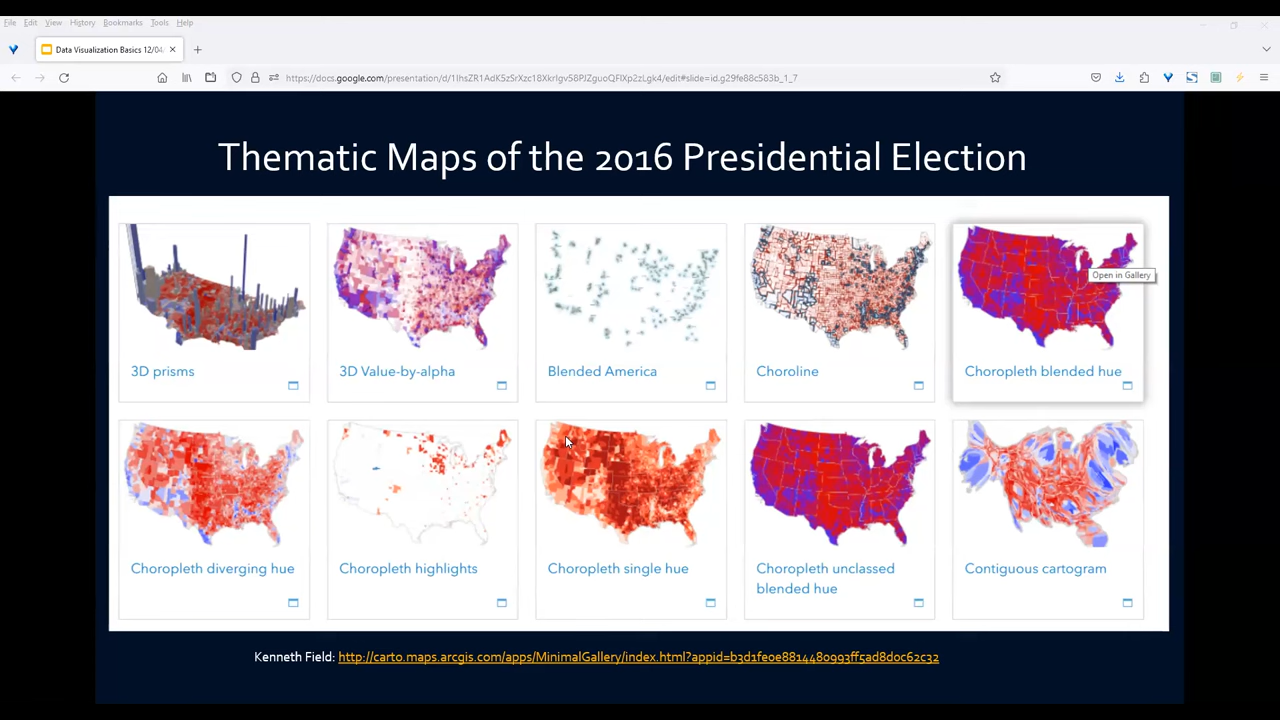 File Edit View History Bookmarks Tools Help
Data Visualization Basics 12/04
https://docs.google.com/presentation/d/1IhsZR1AdK5zSrXzc1BXkrIgv58PJZguoQFIXp2zLgk4/edit#slide=id.g29fe88c583b_1_7
Thematic Maps of the 2016 Presidential Election
Open in Gallery
3D prisms
3D Value-by-alpha
Blended America
Choroline
Choropleth blended hue
Choropleth diverging hue
Choropleth highlights
Choropleth single hue
Choropleth unclassed
blended hue
Contiguous cartogram
Kenneth Field: http://carto.maps.arcgis.com/apps/MinimalGallery/index.html?appid=b3d1fe0e8814480993ff5ad8d0c62c32